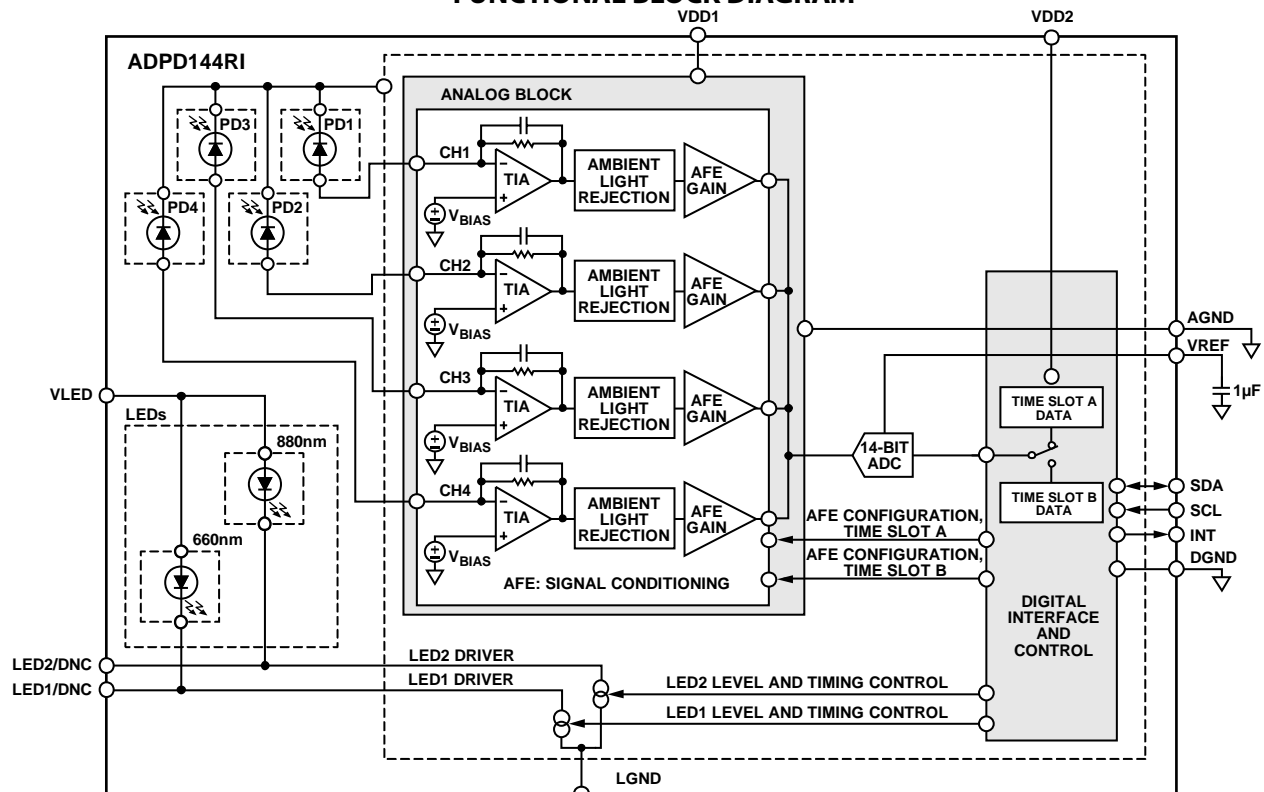 FUNCTIONAL BLOCK DIAGRAM
VDD1
VDD2
ADPD144RI
ANALOG BLOCK
PD3
PD1
PD4
PD2
CH1
TIA
VBIAS
AMBIENT
LIGHT
REJECTION
AFE
GAIN
CH2
TIA
VBIAS
AMBIENT
LIGHT
REJECTION
AFE
GAIN
CH3
TIA
VBIAS
AMBIENT
LIGHT
REJECTION
AFE
GAIN
CH4
TIA
VBIAS
AMBIENT
LIGHT
REJECTION
AFE
GAIN
AFE: SIGNAL CONDITIONING
14-BIT
ADC
TIME SLOT A
DATA
TIME SLOT B
DATA
AFE CONFIGURATION,
TIME SLOT A
AFE CONFIGURATION,
TIME SLOT B
DIGITAL
INTERFACE
AND
CONTROL
AGND
VREF
1µF
SDA
SCL
INT
DGND
VLED
LEDs
880nm
660nm
LED2/DNC
LED1/DNC
LED2 DRIVER
LED1 DRIVER
LED2 LEVEL AND TIMING CONTROL
LED1 LEVEL AND TIMING CONTROL
LGND